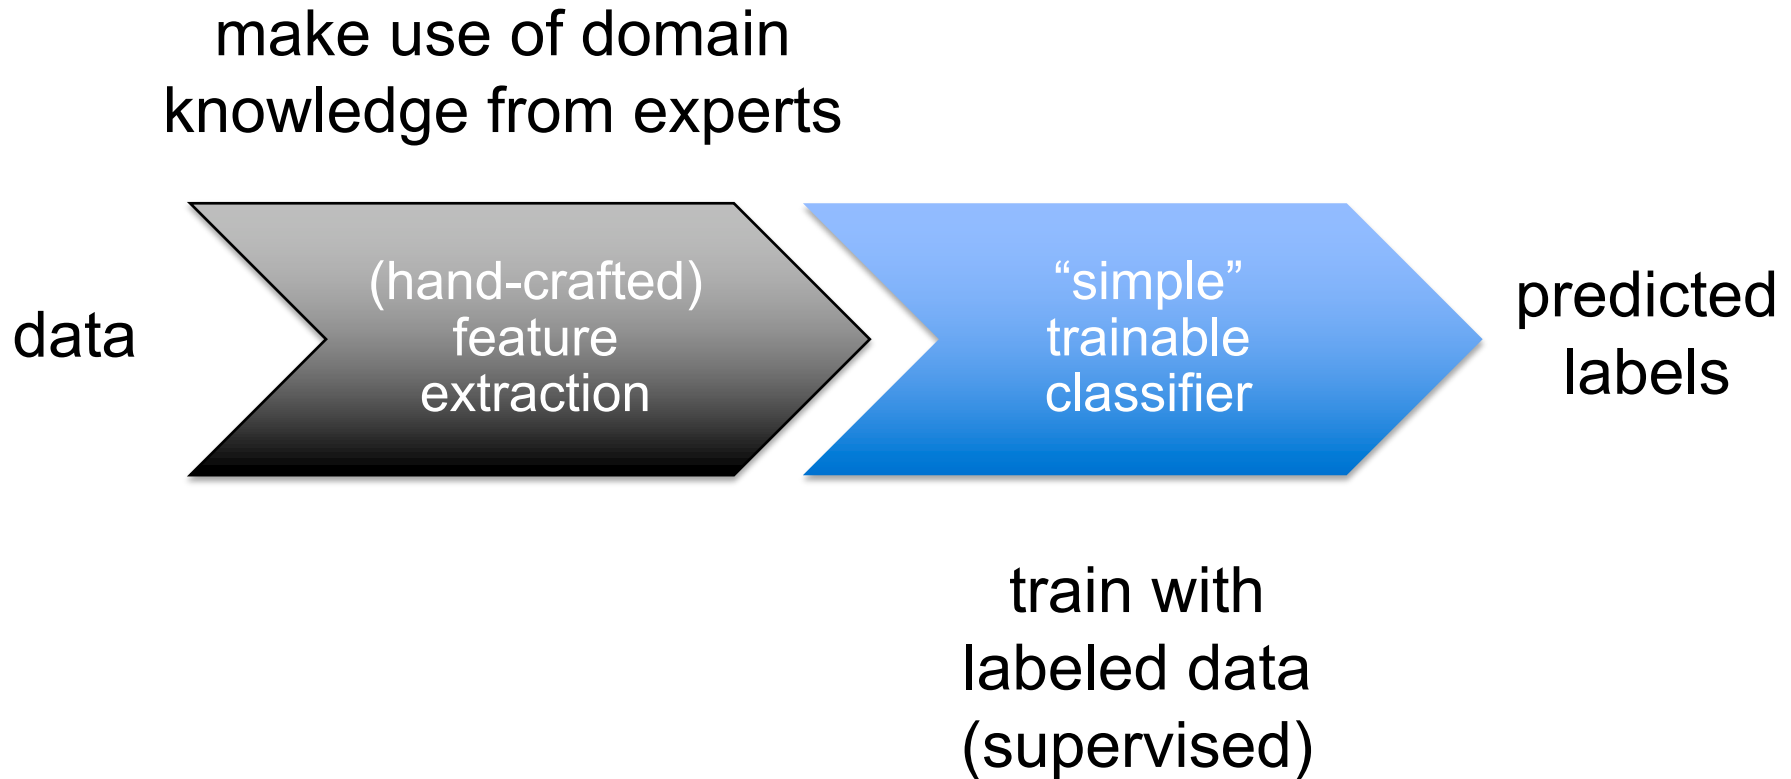 make use of domain
knowledge from experts
data
(hand-crafted)
feature
extraction
“simple”
trainable
classifier
predicted
labels
train with
labeled data
(supervised)